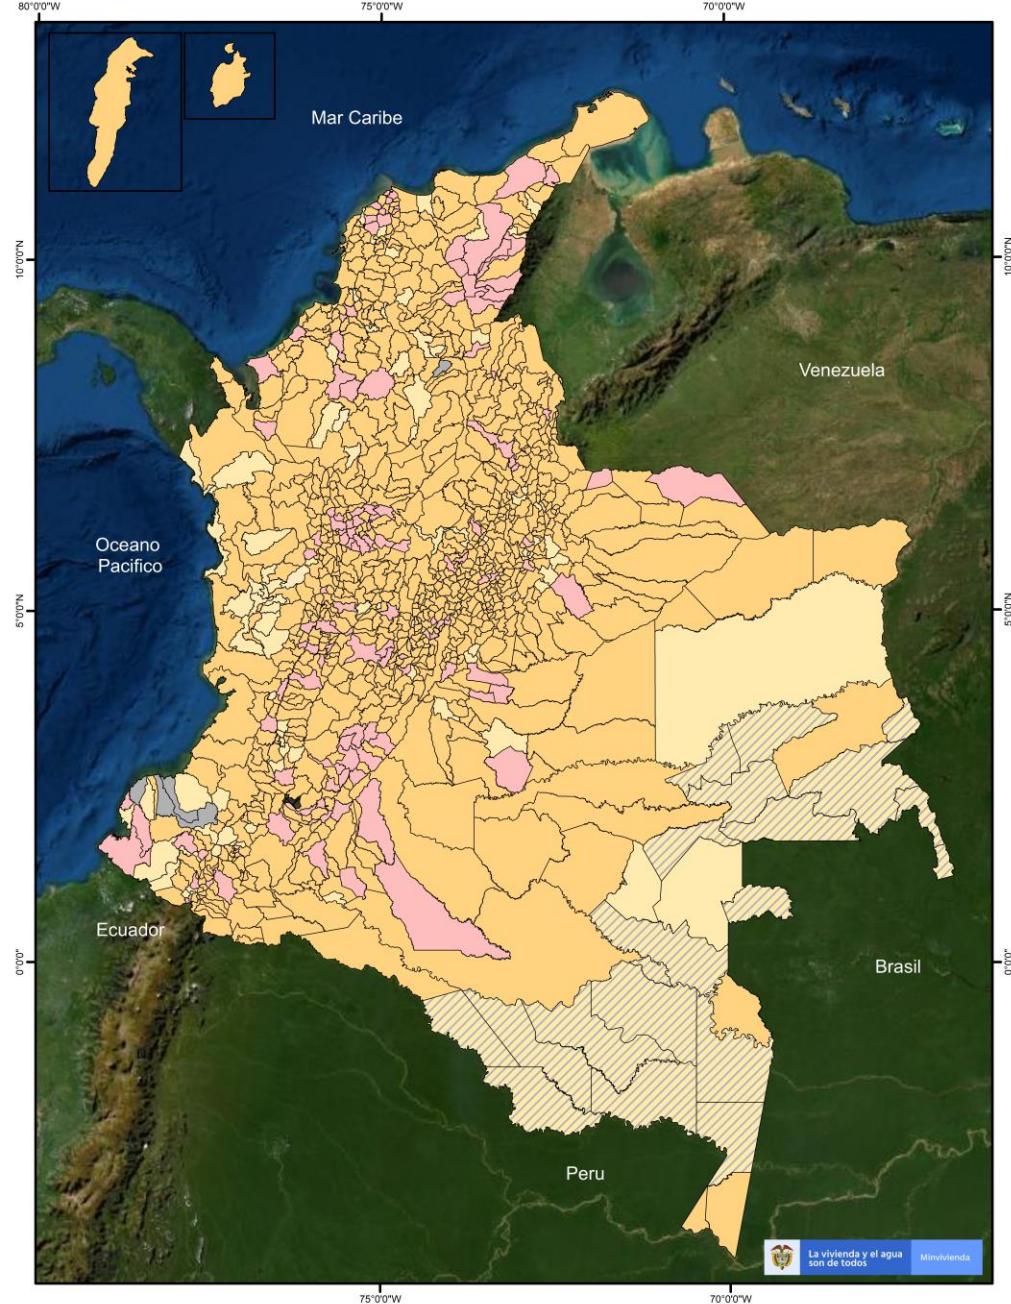 80°0'0"W
75°0'0"W
70°0'0"W
Mar Caribe
10°0'0"N
10°0'0"N
Venezuela
Oceano
Pacifico
5°0'0"N
5°0'0"N
Ecuador
0°0'0"
0°0'0"
Brasil
Peru
La vivienda y el agua
son de todos
Minvivienda
75°0'0"W
70°0'0"W